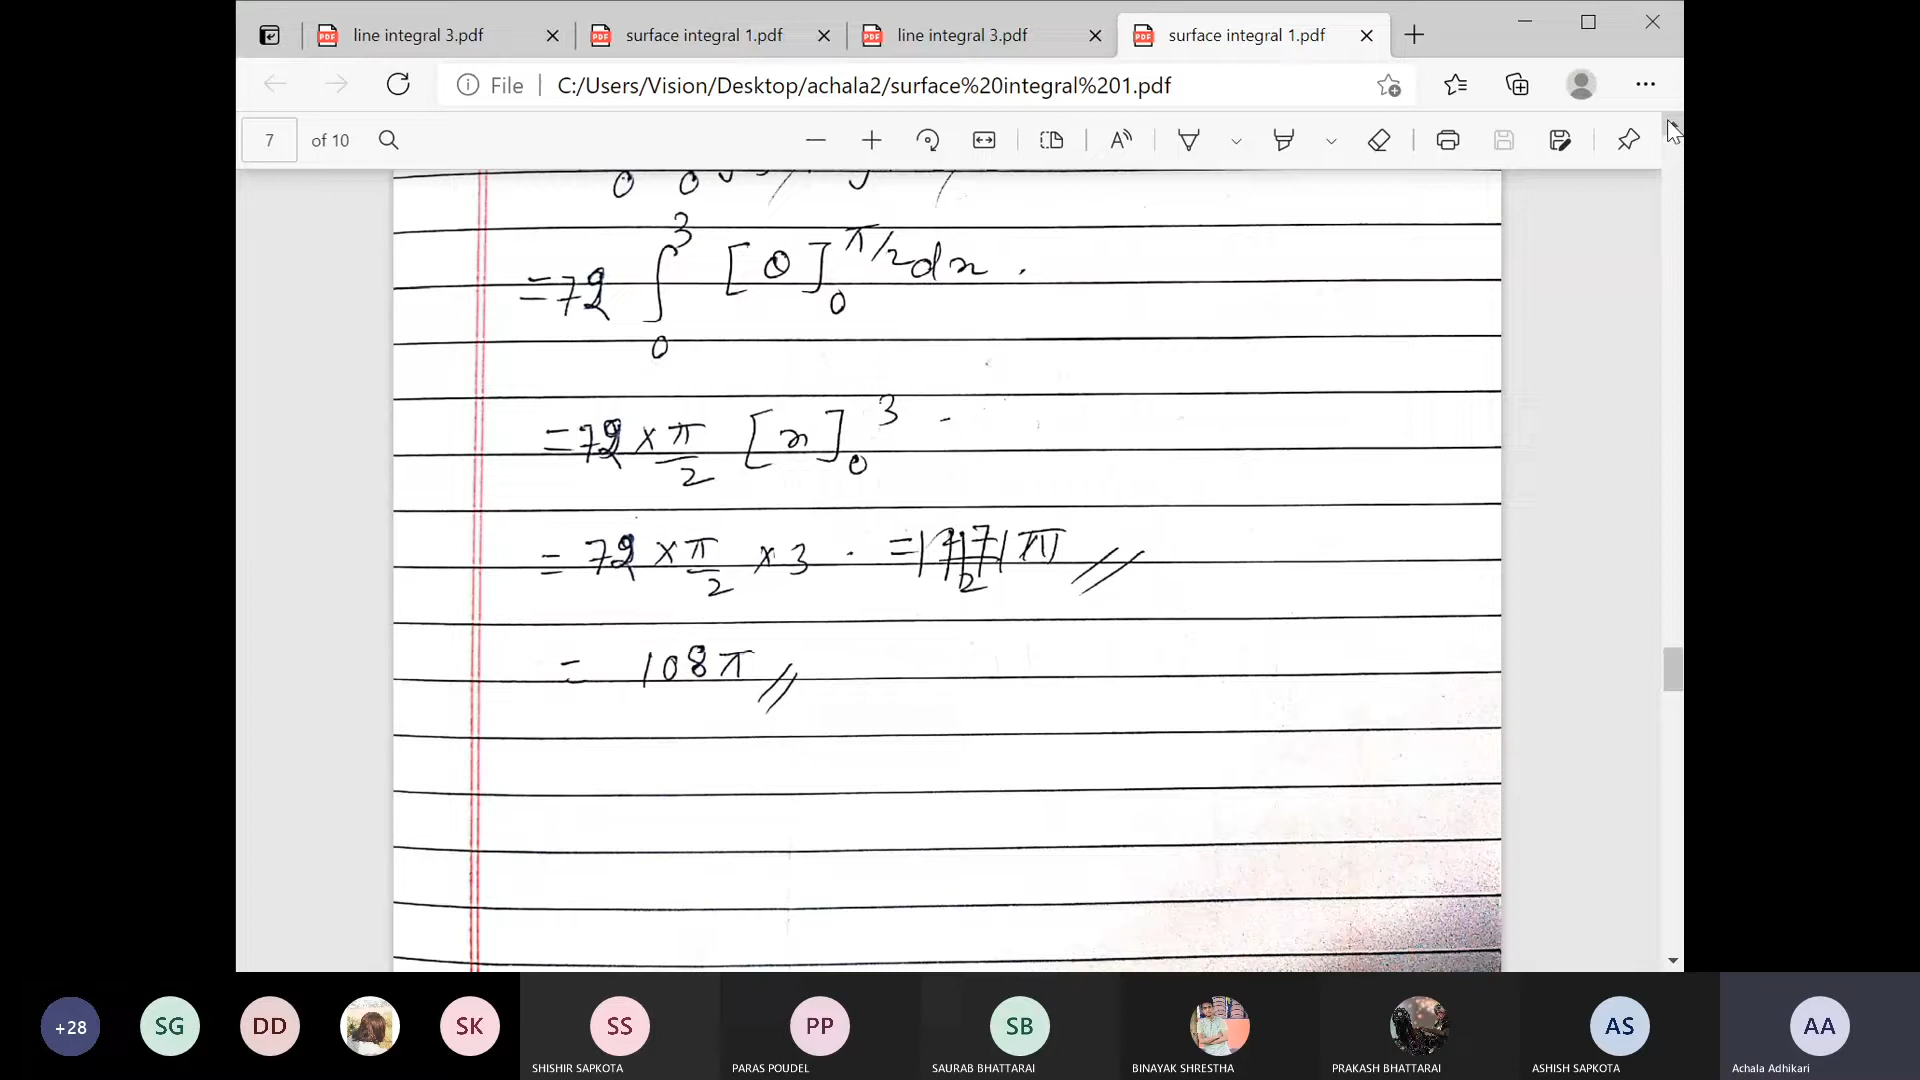 line integral 3.pdf
surface integral 1.pdf
line integral 3.pdf
surface integral 1.pdf
File
C:/Users/Vision/Desktop/achala2/surface%20integral%201.pdf
7 of 10
0 0
= 72 ∫₀³ [θ]₀^{π/2} dx .
= 72 × π/2 [x]₀³
= 72 × π/2 × 3 .
= 108π //
+28
SG
DD
SK
SS
PP
SB
AS
AA
SHISHIR SAPKOTA
PARAS POUDEL
SAURAB BHATTARAI
BINAYAK SHRESTHA
PRAKASH BHATTARAI
ASHISH SAPKOTA
Achala Adhikari